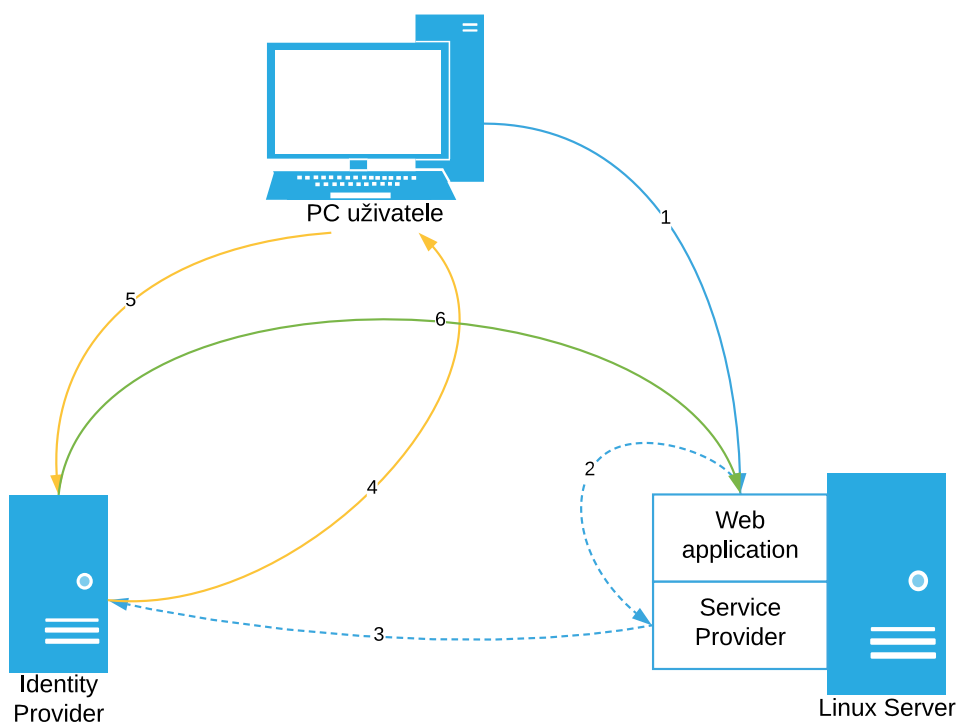 PC uživatele
1
5
6
2
4
Web
application
Service
Provider
3
Identity
Provider
Linux Server